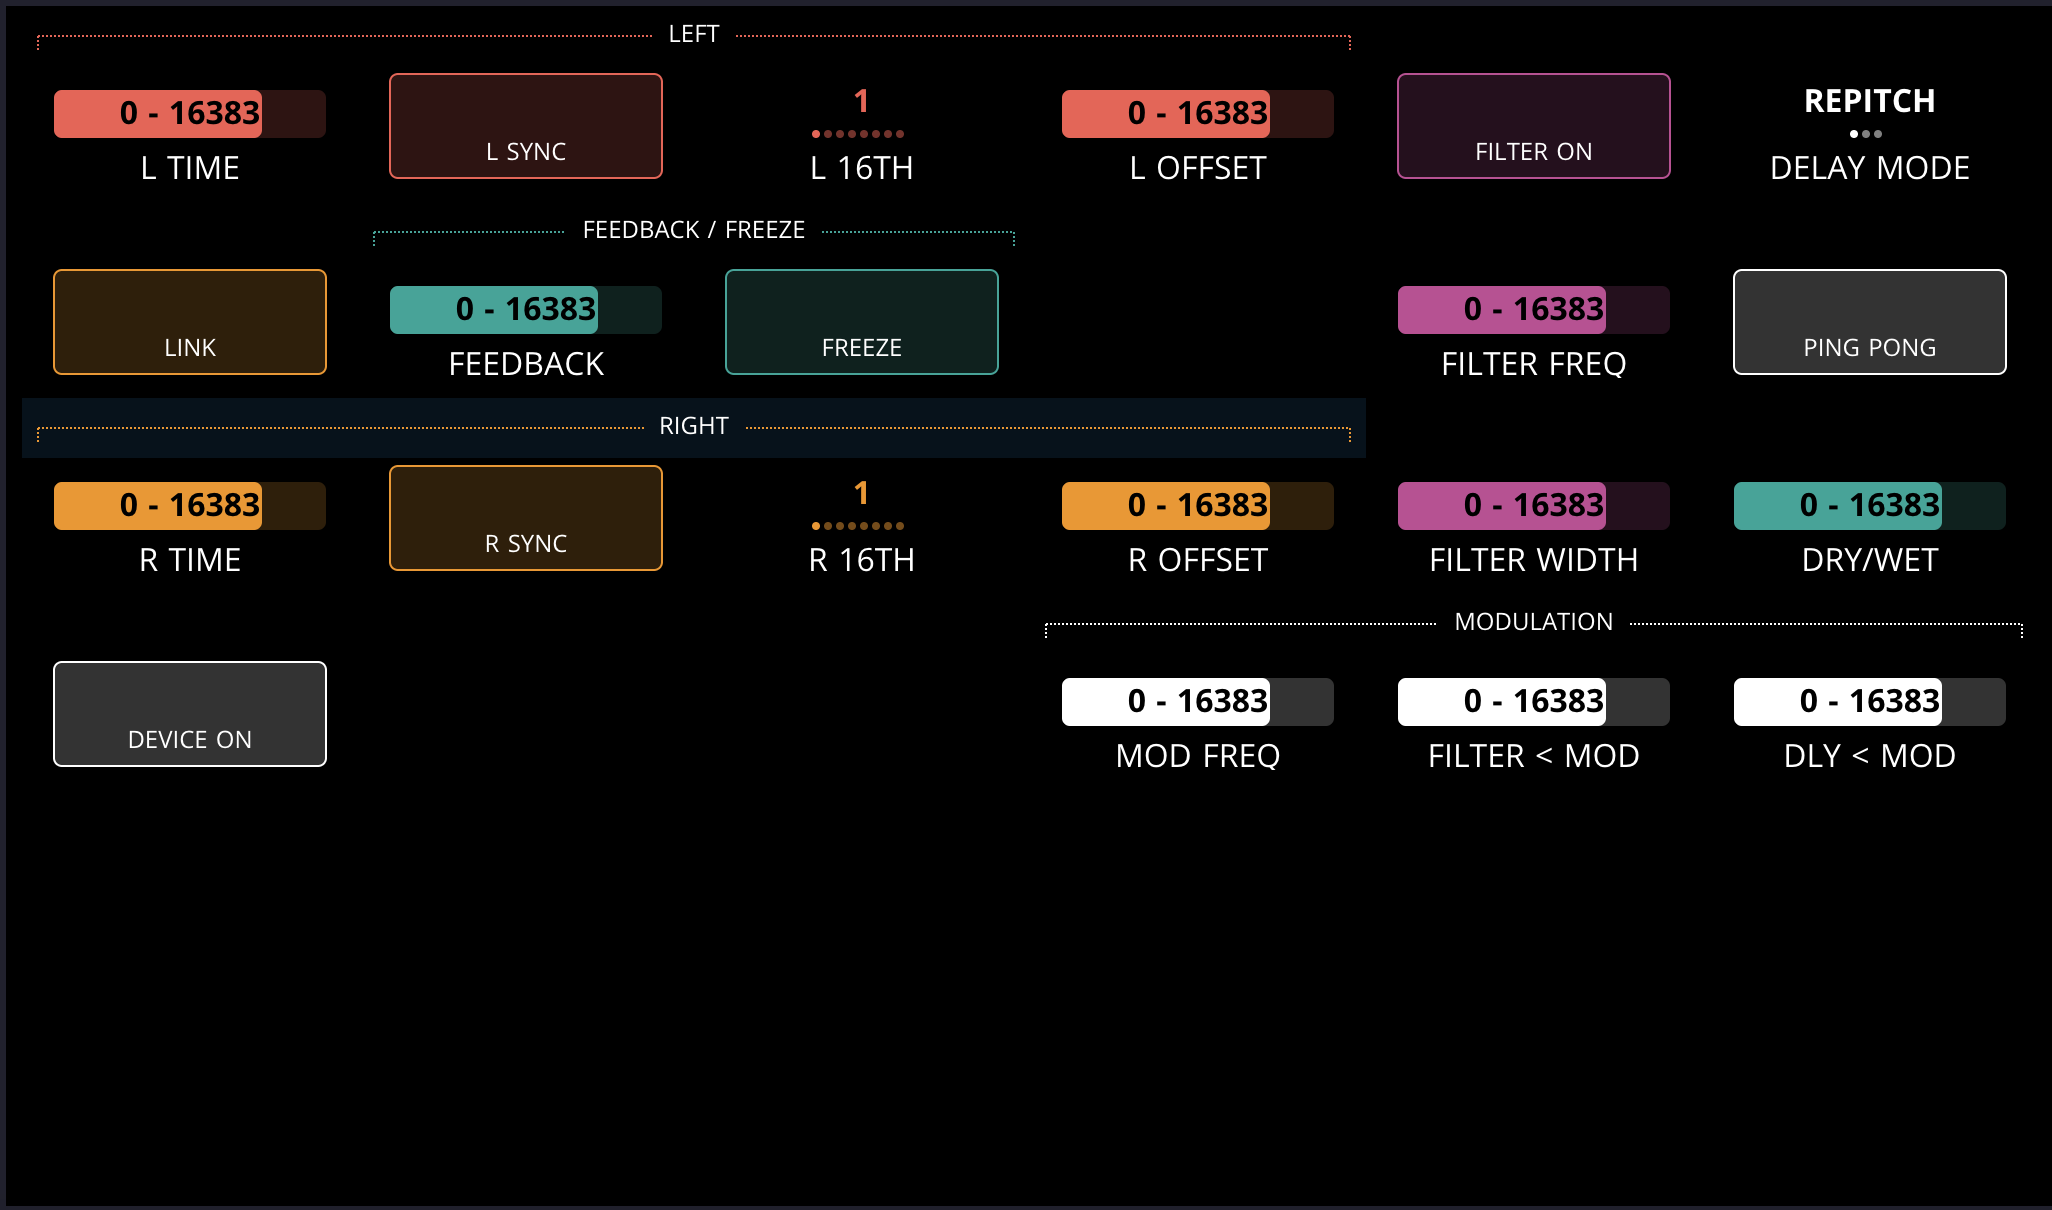 LEFT
0 - 16383
L TIME
L SYNC
1
L 16TH
0 - 16383
L OFFSET
FILTER ON
REPITCH
DELAY MODE
FEEDBACK / FREEZE
LINK
0 - 16383
FEEDBACK
FREEZE
0 - 16383
FILTER FREQ
PING PONG
RIGHT
0 - 16383
R TIME
R SYNC
1
R 16TH
0 - 16383
R OFFSET
0 - 16383
FILTER WIDTH
0 - 16383
DRY/WET
MODULATION
DEVICE ON
0 - 16383
MOD FREQ
0 - 16383
FILTER < MOD
0 - 16383
DLY < MOD